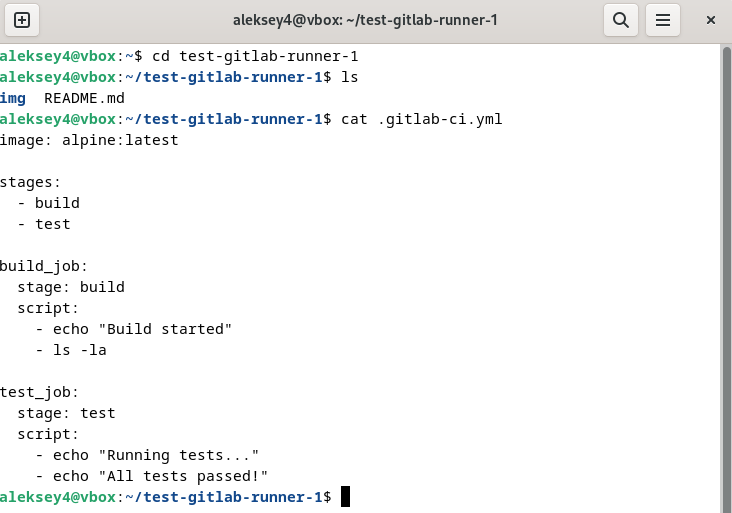 aleksey4@vbox: ~/test-gitlab-runner-1
aleksey4@vbox:~$ cd test-gitlab-runner-1
aleksey4@vbox:~/test-gitlab-runner-1$ ls
img  README.md
aleksey4@vbox:~/test-gitlab-runner-1$ cat .gitlab-ci.yml
image: alpine:latest

stages:
  - build
  - test

build_job:
  stage: build
  script:
    - echo "Build started"
    - ls -la

test_job:
  stage: test
  script:
    - echo "Running tests..."
    - echo "All tests passed!"
aleksey4@vbox:~/test-gitlab-runner-1$